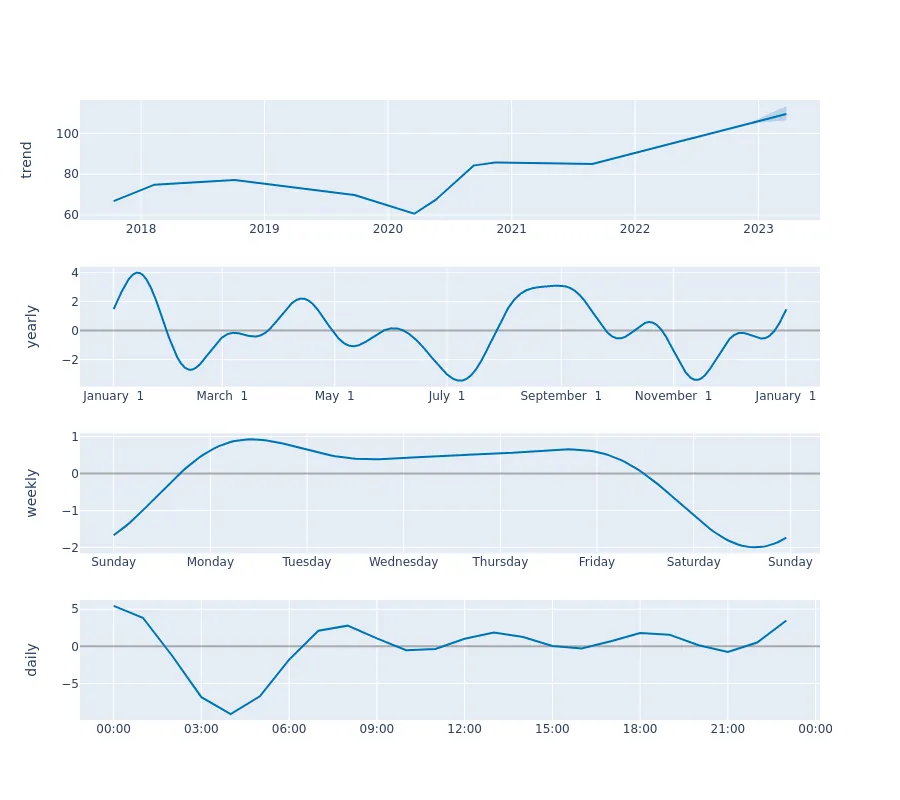 trend
100
80
60
2018 2019 2020 2021 2022 2023
yearly
4
2
0
−2
January 1 March 1 May 1 July 1 September 1 November 1 January 1
weekly
1
0
−1
−2
Sunday Monday Tuesday Wednesday Thursday Friday Saturday Sunday
daily
5
0
−5
00:00 03:00 06:00 09:00 12:00 15:00 18:00 21:00 00:00